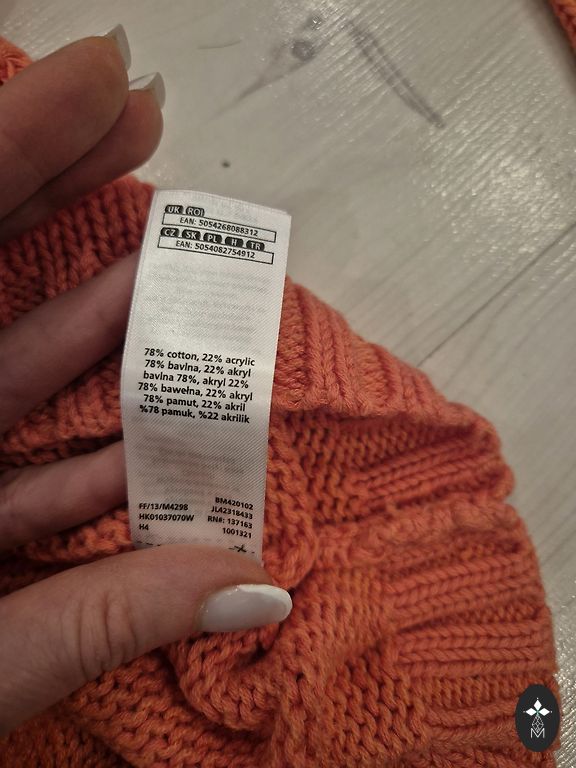 UK RO
EAN: 5054268088312
CZ SK PL H TR
EAN: 5054082754912
78% cotton, 22% acrylic
78% bavlna, 22% akryl
bavlna 78%, akryl 22%
78% bawełna, 22% akryl
78% pamut, 22% akril
%78 pamuk, %22 akrilik
BM420102
FF/13/M4298 JL42318433
HK01037070W RN#: 137163
H4 1001321
M